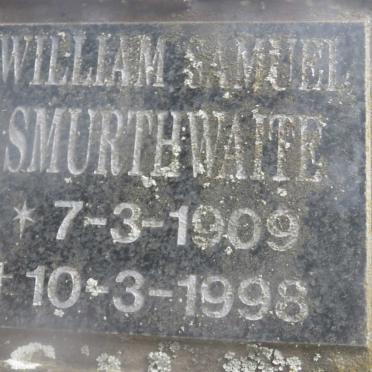 WILLIAM SAMUEL
SMURTHWAITE
* 7-3-1909
† 10-3-1998